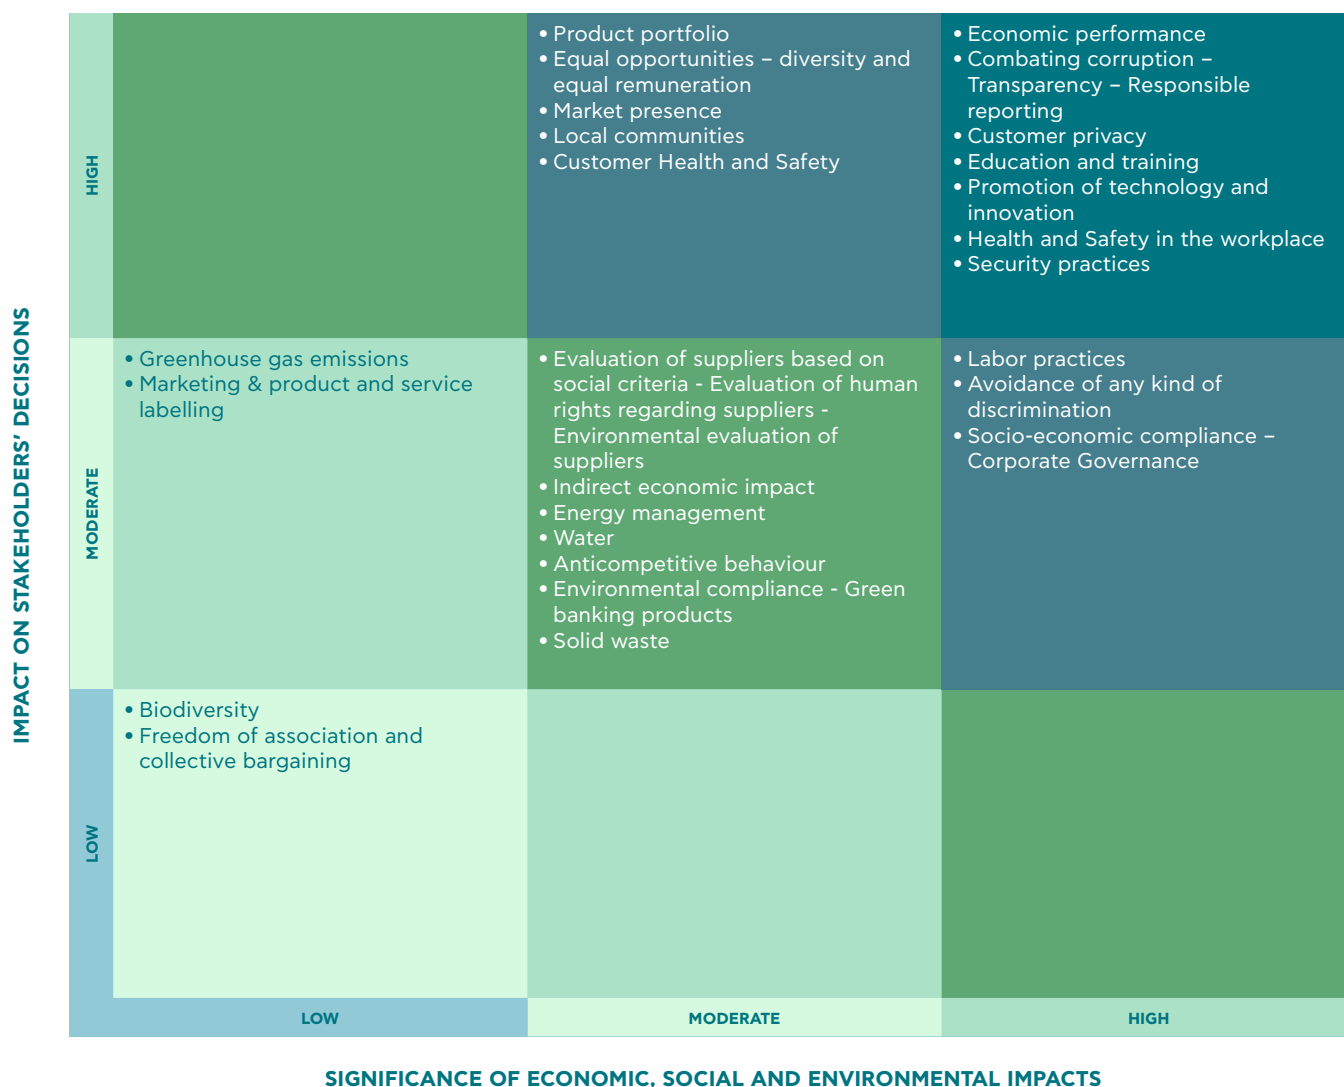 IMPACT ON STAKEHOLDERS’ DECISIONS
HIGH
• Product portfolio
• Equal opportunities – diversity and
equal remuneration
• Market presence
• Local communities
• Customer Health and Safety
• Economic performance
• Combating corruption –
Transparency – Responsible
reporting
• Customer privacy
• Education and training
• Promotion of technology and
innovation
• Health and Safety in the workplace
• Security practices
MODERATE
• Greenhouse gas emissions
• Marketing & product and service
labelling
• Evaluation of suppliers based on
social criteria - Evaluation of human
rights regarding suppliers -
Environmental evaluation of
suppliers
• Indirect economic impact
• Energy management
• Water
• Anticompetitive behaviour
• Environmental compliance - Green
banking products
• Solid waste
• Labor practices
• Avoidance of any kind of
discrimination
• Socio-economic compliance –
Corporate Governance
LOW
• Biodiversity
• Freedom of association and
collective bargaining
LOW
MODERATE
HIGH
SIGNIFICANCE OF ECONOMIC, SOCIAL AND ENVIRONMENTAL IMPACTS